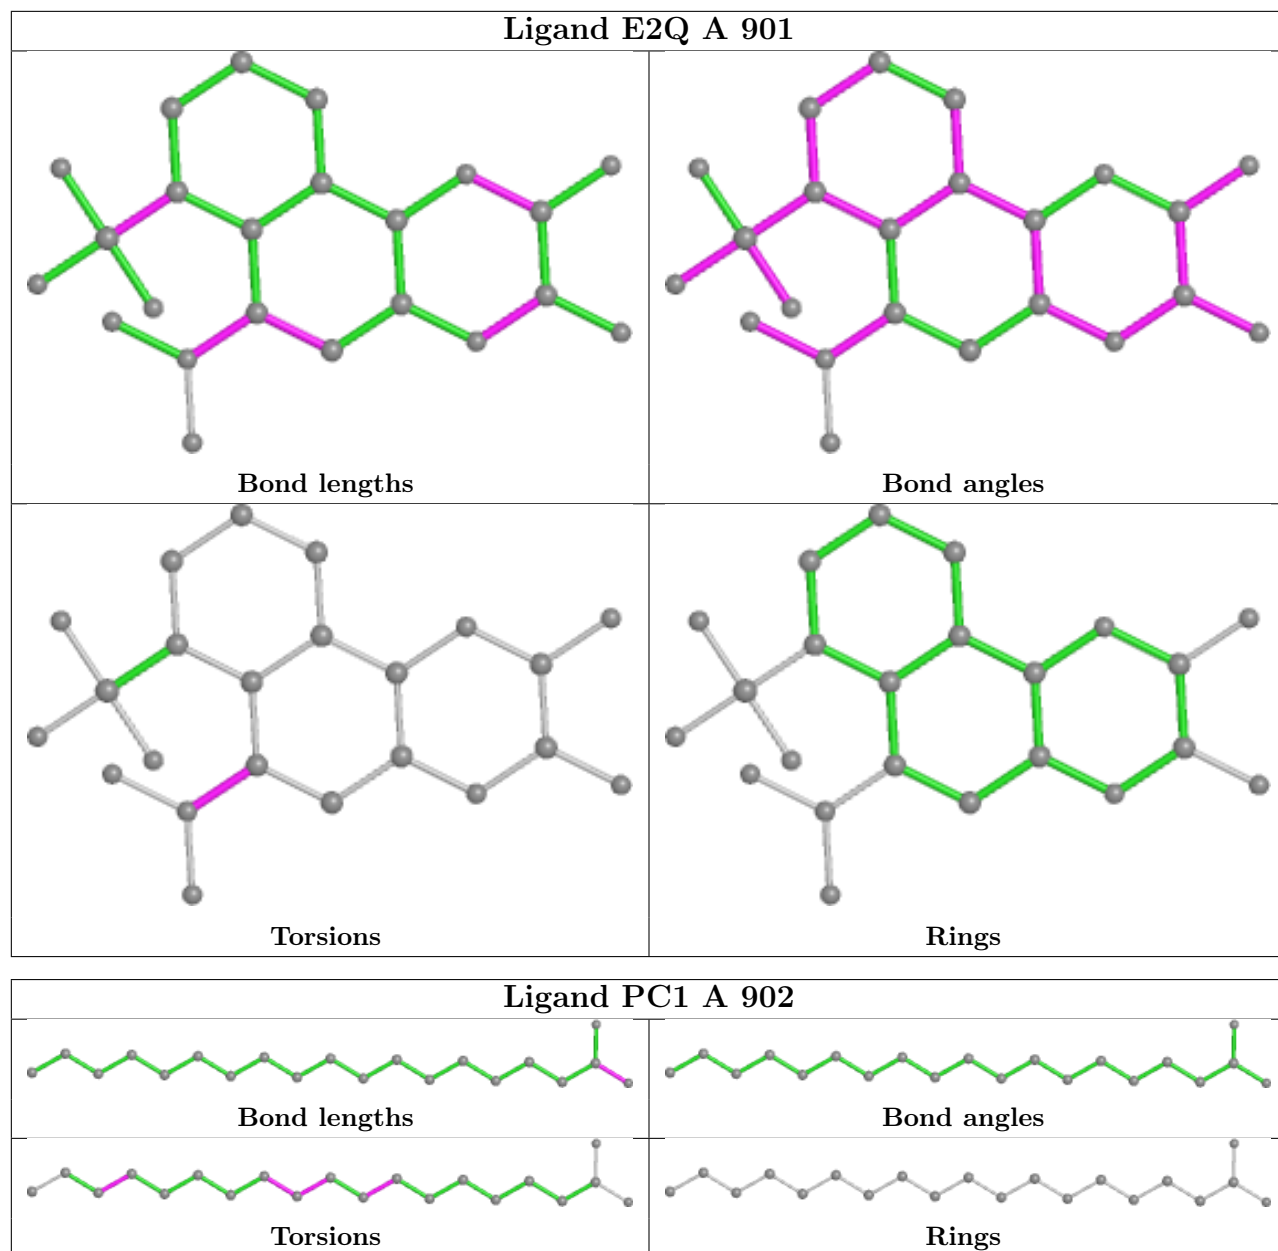 Ligand E2Q A 901
Bond lengths
Bond angles
Torsions
Rings
Ligand PC1 A 902
Bond lengths
Bond angles
Torsions
Rings